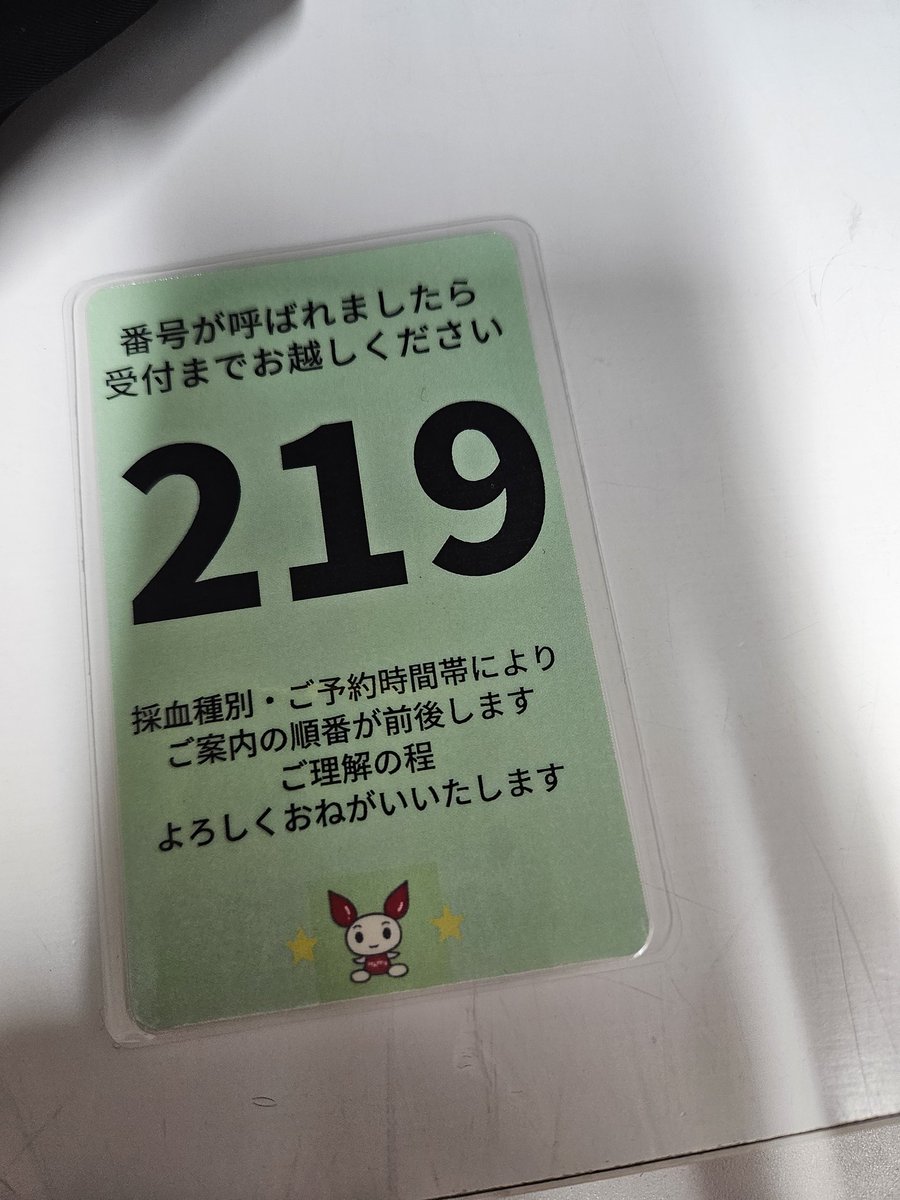 番号が呼ばれましたら
受付までお越しください
219
採血種別・ご予約時間帯により
ご案内の順番が前後します
ご理解の程
よろしくおねがいいたします